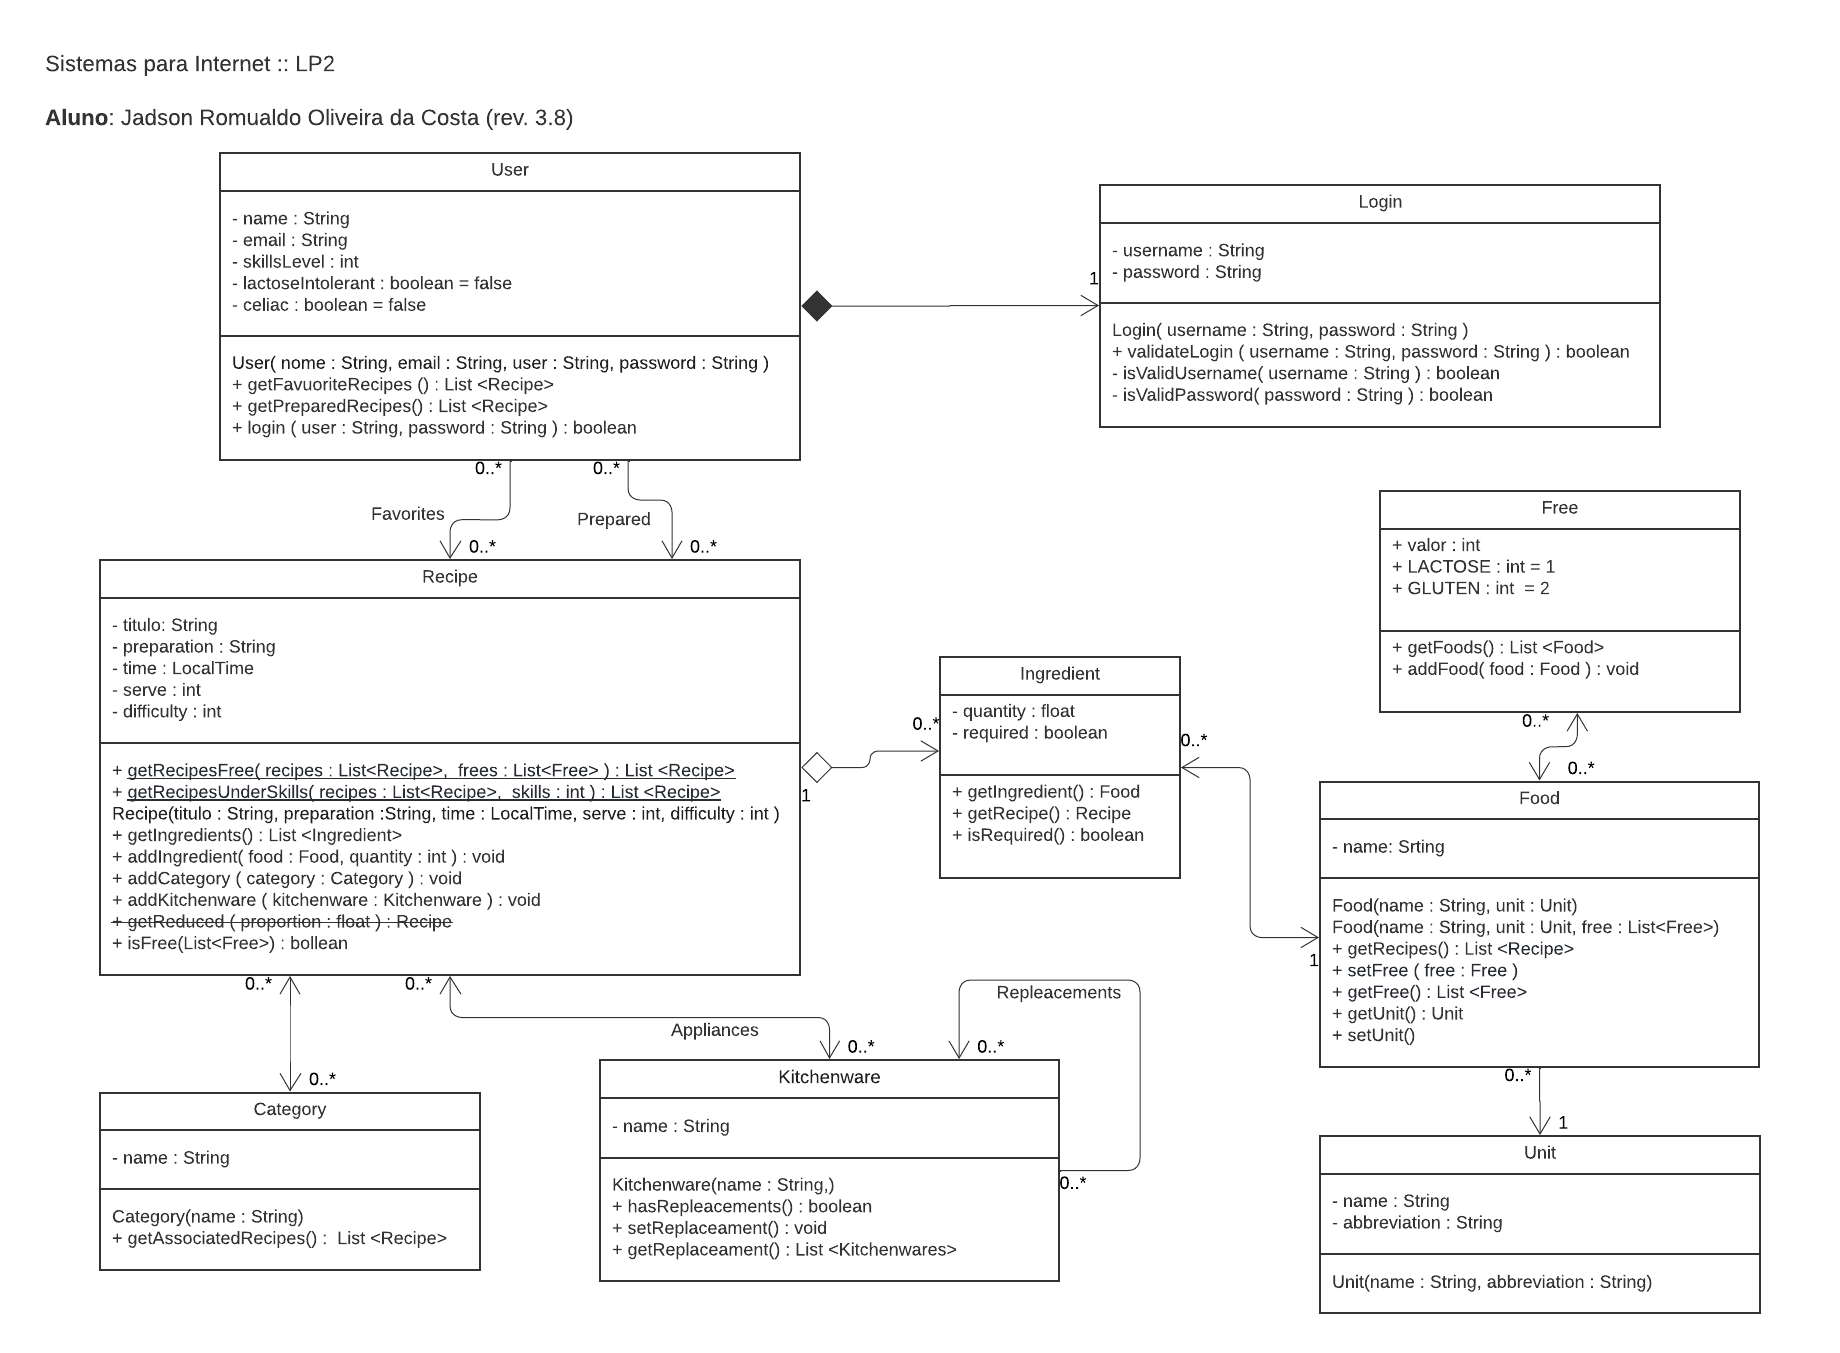 Sistemas para Internet :: LP2
Aluno: Jadson Romualdo Oliveira da Costa (rev. 3.8)
User
- name : String
- email : String
- skillsLevel : int
- lactoseIntolerant : boolean = false
- celiac : boolean = false
User( nome : String, email : String, user : String, password : String )
+ getFavuoriteRecipes () : List <Recipe>
+ getPreparedRecipes() : List <Recipe>
+ login ( user : String, password : String ) : boolean
1
Login
- username : String
- password : String
Login( username : String, password : String )
+ validateLogin ( username : String, password : String ) : boolean
- isValidUsername( username : String ) : boolean
- isValidPassword( password : String ) : boolean
0..*
0..*
Favorites
Prepared
0..*
0..*
Recipe
- titulo: String
- preparation : String
- time : LocalTime
- serve : int
- difficulty : int
+ getRecipesFree( recipes : List<Recipe>,  frees : List<Free> ) : List <Recipe>
+ getRecipesUnderSkills( recipes : List<Recipe>,  skills : int ) : List <Recipe>
Recipe(titulo : String, preparation :String, time : LocalTime, serve : int, difficulty : int )
+ getIngredients() : List <Ingredient>
+ addIngredient( food : Food, quantity : int ) : void
+ addCategory ( category : Category ) : void
+ addKitchenware ( kitchenware : Kitchenware ) : void
+ getReduced ( proportion : float ) : Recipe
+ isFree(List<Free>) : bollean
1
0..*
Ingredient
- quantity : float
- required : boolean
+ getIngredient() : Food
+ getRecipe() : Recipe
+ isRequired() : boolean
0..*
Free
+ valor : int
+ LACTOSE : int = 1
+ GLUTEN : int  = 2
+ getFoods() : List <Food>
+ addFood( food : Food ) : void
0..*
0..*
1
Food
- name: Srting
Food(name : String, unit : Unit)
Food(name : String, unit : Unit, free : List<Free>)
+ getRecipes() : List <Recipe>
+ setFree ( free : Free )
+ getFree() : List <Free>
+ getUnit() : Unit
+ setUnit()
0..*
1
Unit
- name : String
- abbreviation : String
Unit(name : String, abbreviation : String)
0..*
0..*
Appliances
0..*
0..*
Category
- name : String
Category(name : String)
+ getAssociatedRecipes() :  List <Recipe>
Repleacements
0..*
0..*
Kitchenware
- name : String
Kitchenware(name : String,)
+ hasRepleacements() : boolean
+ setReplaceament() : void
+ getReplaceament() : List <Kitchenwares>